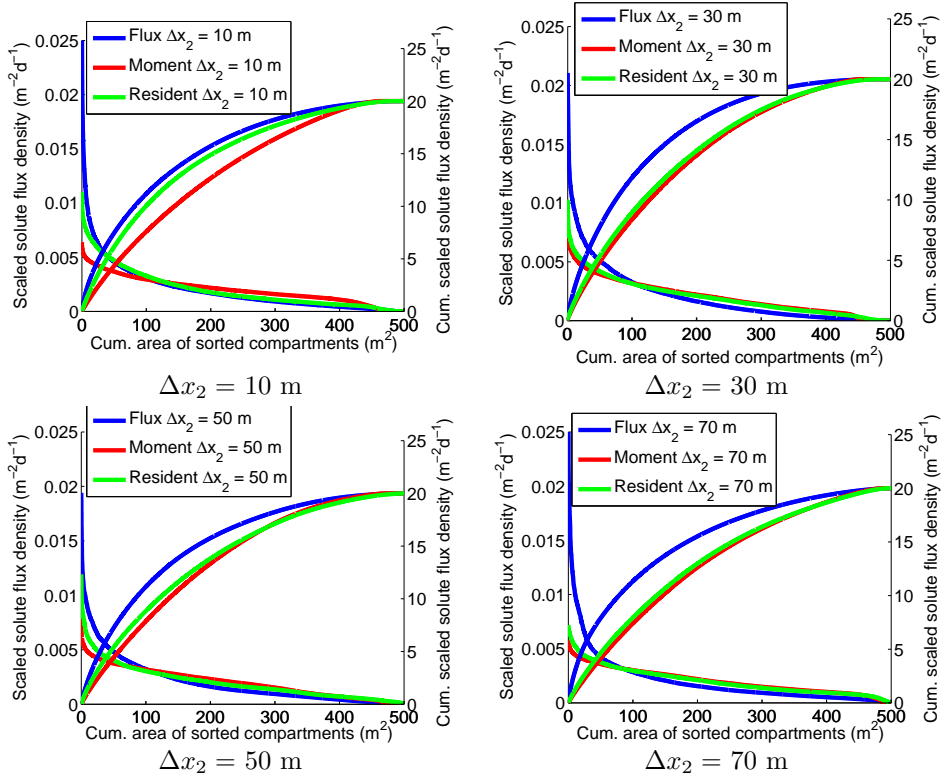 Flux Δx₂ = 10 m
Moment Δx₂ = 10 m
Resident Δx₂ = 10 m
Scaled solute flux density (m⁻²d⁻¹)
0.025
0.02
0.015
0.01
0.005
0
25
20
15
10
5
0
Cum. scaled solute flux density (m⁻²d⁻¹)
0 100 200 300 400 500
Cum. area of sorted compartments (m²)
Δx₂ = 10 m
Flux Δx₂ = 30 m
Moment Δx₂ = 30 m
Resident Δx₂ = 30 m
Scaled solute flux density (m⁻²d⁻¹)
0.02
0.015
0.01
0.005
0
25
20
15
10
5
0
Cum. scaled solute flux density (m⁻²d⁻¹)
0 100 200 300 400 500
Cum. area of sorted compartments (m²)
Δx₂ = 30 m
Flux Δx₂ = 50 m
Moment Δx₂ = 50 m
Resident Δx₂ = 50 m
Scaled solute flux density (m⁻²d⁻¹)
0.025
0.02
0.015
0.01
0.005
0
25
20
15
10
5
0
Cum. scaled solute flux density (m⁻²d⁻¹)
0 100 200 300 400 500
Cum. area of sorted compartments (m²)
Δx₂ = 50 m
Flux Δx₂ = 70 m
Moment Δx₂ = 70 m
Resident Δx₂ = 70 m
Scaled solute flux density (m⁻²d⁻¹)
0.025
0.02
0.015
0.01
0.005
0
25
20
15
10
5
0
Cum. scaled solute flux density (m⁻²d⁻¹)
0 100 200 300 400 500
Cum. area of sorted compartments (m²)
Δx₂ = 70 m